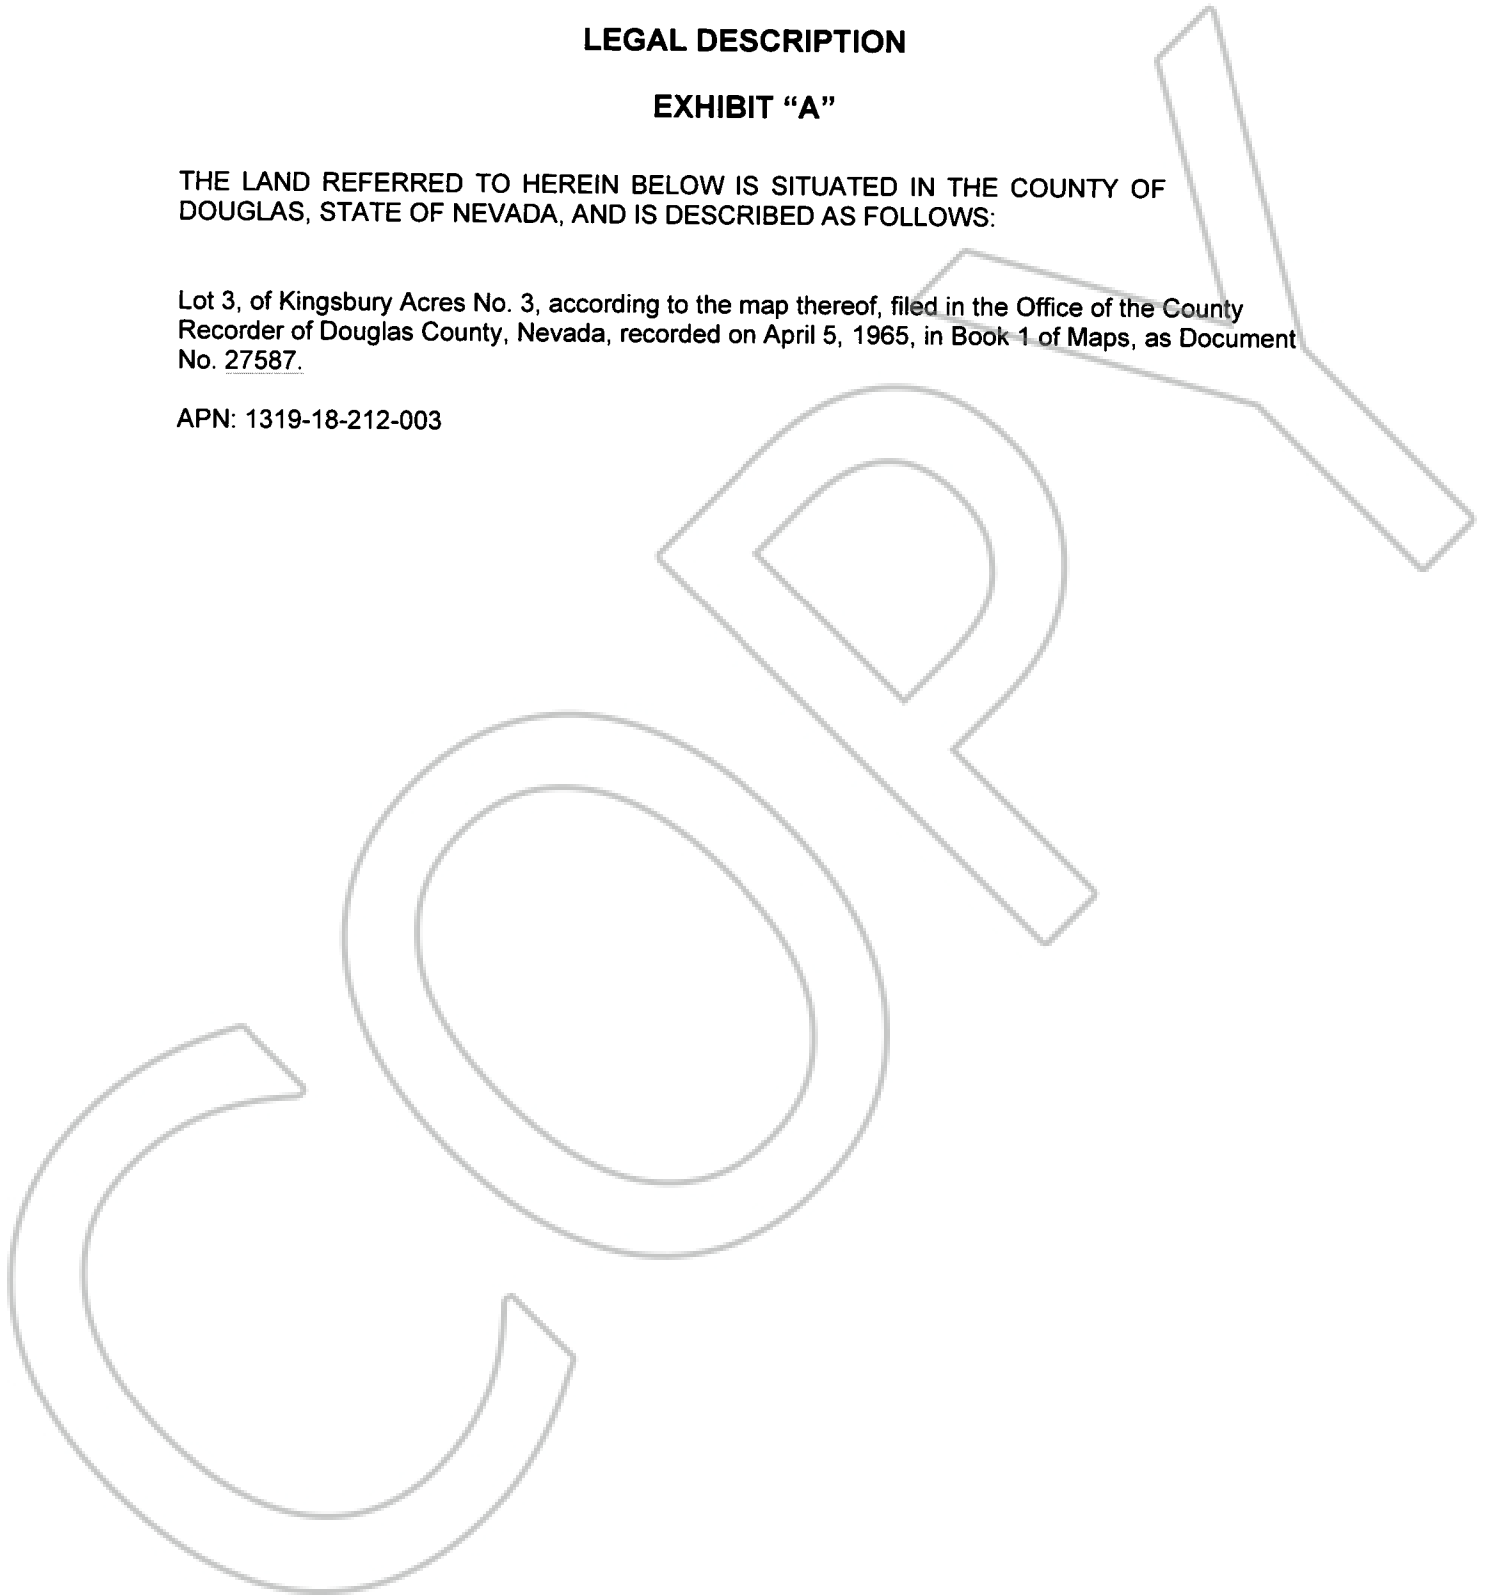 LEGAL DESCRIPTION
EXHIBIT “A”
THE LAND REFERRED TO HEREIN BELOW IS SITUATED IN THE COUNTY OF
DOUGLAS, STATE OF NEVADA, AND IS DESCRIBED AS FOLLOWS:
Lot 3, of Kingsbury Acres No. 3, according to the map thereof, filed in the Office of the County
Recorder of Douglas County, Nevada, recorded on April 5, 1965, in Book 1 of Maps, as Document
No. 27587.
APN: 1319-18-212-003
COPY